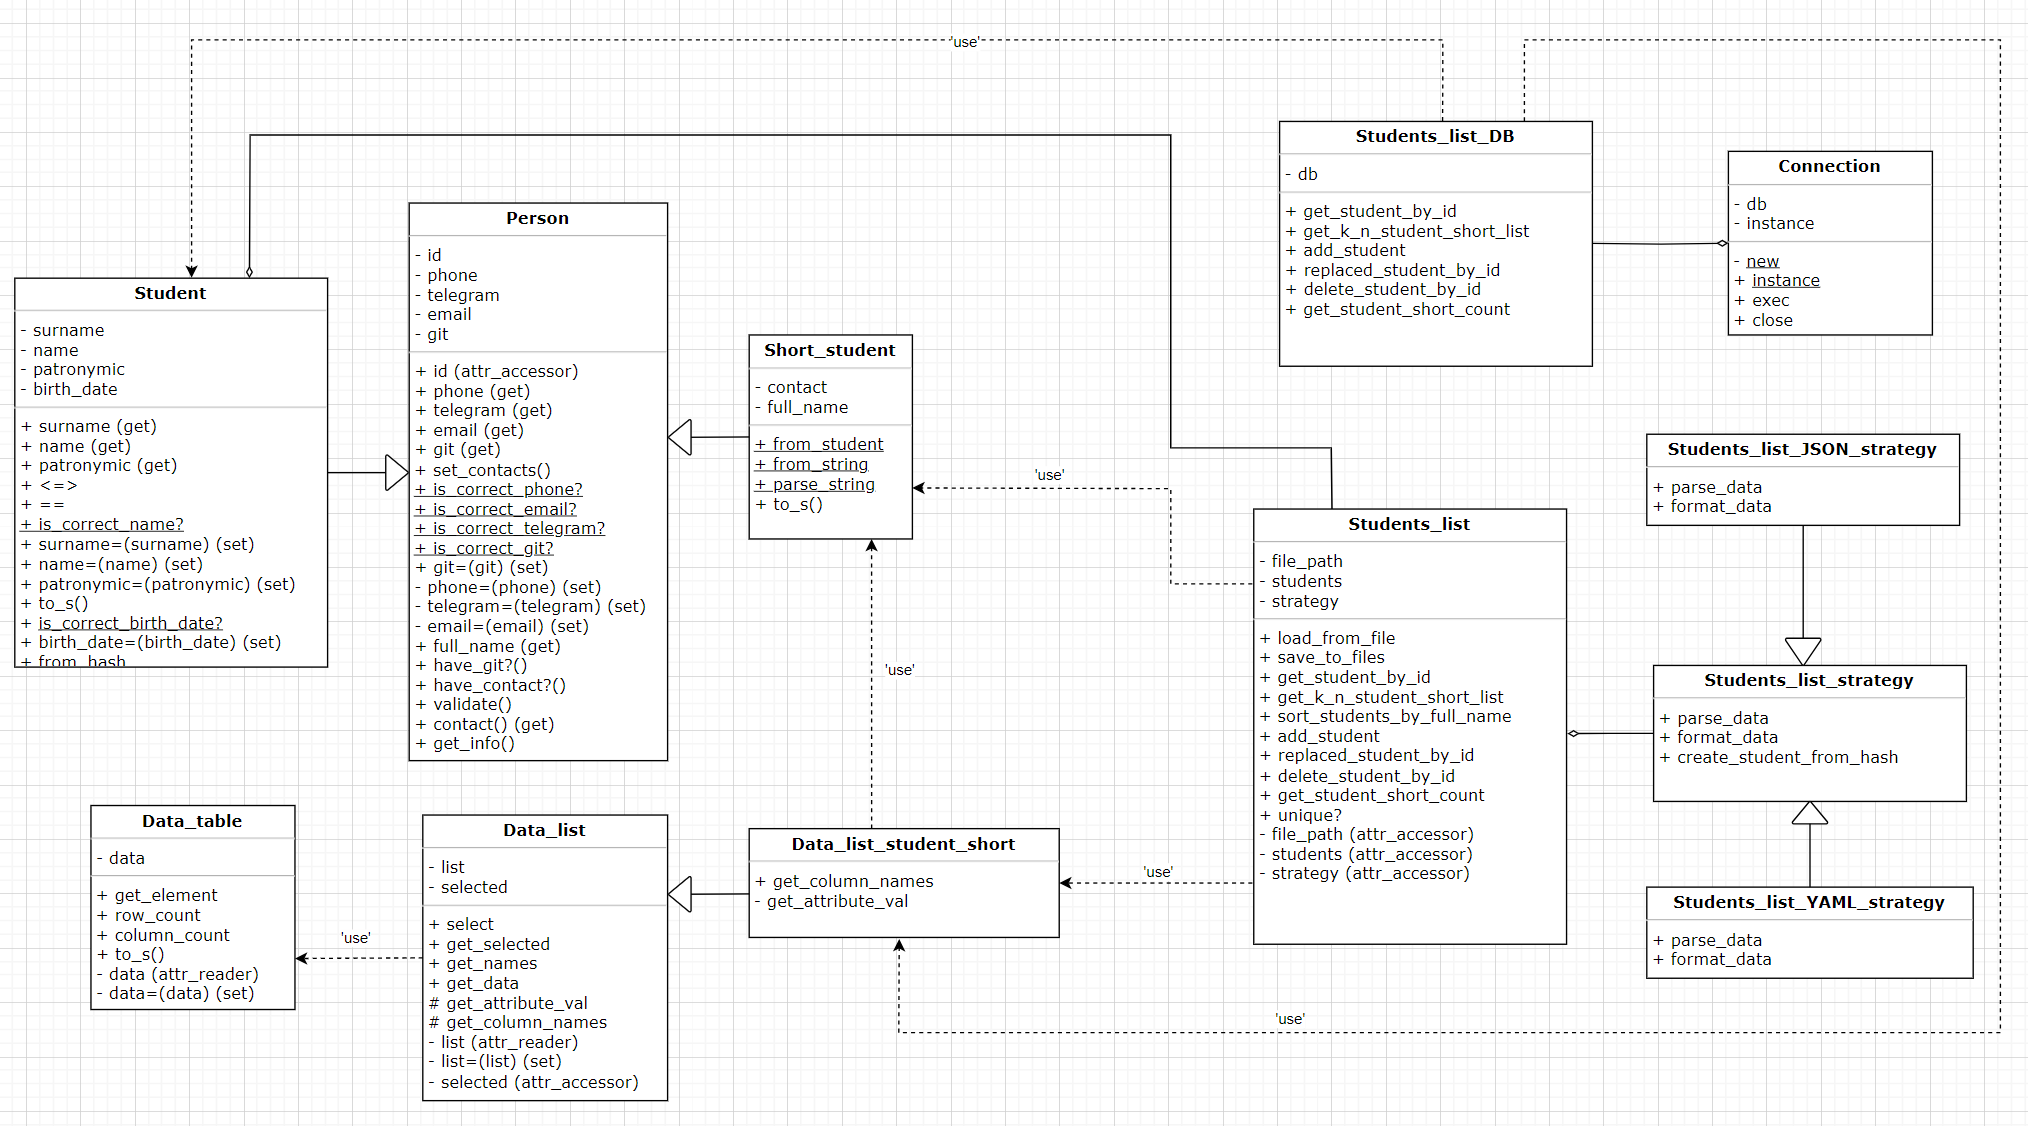 'use'
Students_list_DB
- db
+ get_student_by_id
+ get_k_n_student_short_list
+ add_student
+ replaced_student_by_id
+ delete_student_by_id
+ get_student_short_count
Connection
- db
- instance
- new
+ instance
+ exec
+ close
Person
- id
- phone
- telegram
- email
- git
+ id (attr_accessor)
+ phone (get)
+ telegram (get)
+ email (get)
+ git (get)
+ set_contacts()
+ is_correct_phone?
+ is_correct_email?
+ is_correct_telegram?
+ is_correct_git?
+ git=(git) (set)
- phone=(phone) (set)
- telegram=(telegram) (set)
- email=(email) (set)
+ full_name (get)
+ have_git?()
+ have_contact?()
+ validate()
+ contact() (get)
+ get_info()
Student
- surname
- name
- patronymic
- birth_date
+ surname (get)
+ name (get)
+ patronymic (get)
+ <=>
+ ==
+ is_correct_name?
+ surname=(surname) (set)
+ name=(name) (set)
+ patronymic=(patronymic) (set)
+ to_s()
+ is_correct_birth_date?
+ birth_date=(birth_date) (set)
+ from_hash
Short_student
- contact
- full_name
+ from_student
+ from_string
+ parse_string
+ to_s()
'use'
Students_list_JSON_strategy
+ parse_data
+ format_data
Students_list
- file_path
- students
- strategy
+ load_from_file
+ save_to_files
+ get_student_by_id
+ get_k_n_student_short_list
+ sort_students_by_full_name
+ add_student
+ replaced_student_by_id
+ delete_student_by_id
+ get_student_short_count
+ unique?
- file_path (attr_accessor)
- students (attr_accessor)
- strategy (attr_accessor)
'use'
Students_list_strategy
+ parse_data
+ format_data
+ create_student_from_hash
Data_table
- data
+ get_element
+ row_count
+ column_count
+ to_s()
- data (attr_reader)
- data=(data) (set)
'use'
Data_list
- list
- selected
+ select
+ get_selected
+ get_names
+ get_data
# get_attribute_val
# get_column_names
- list (attr_reader)
- list=(list) (set)
- selected (attr_accessor)
Data_list_student_short
+ get_column_names
- get_attribute_val
'use'
Students_list_YAML_strategy
+ parse_data
+ format_data
'use'